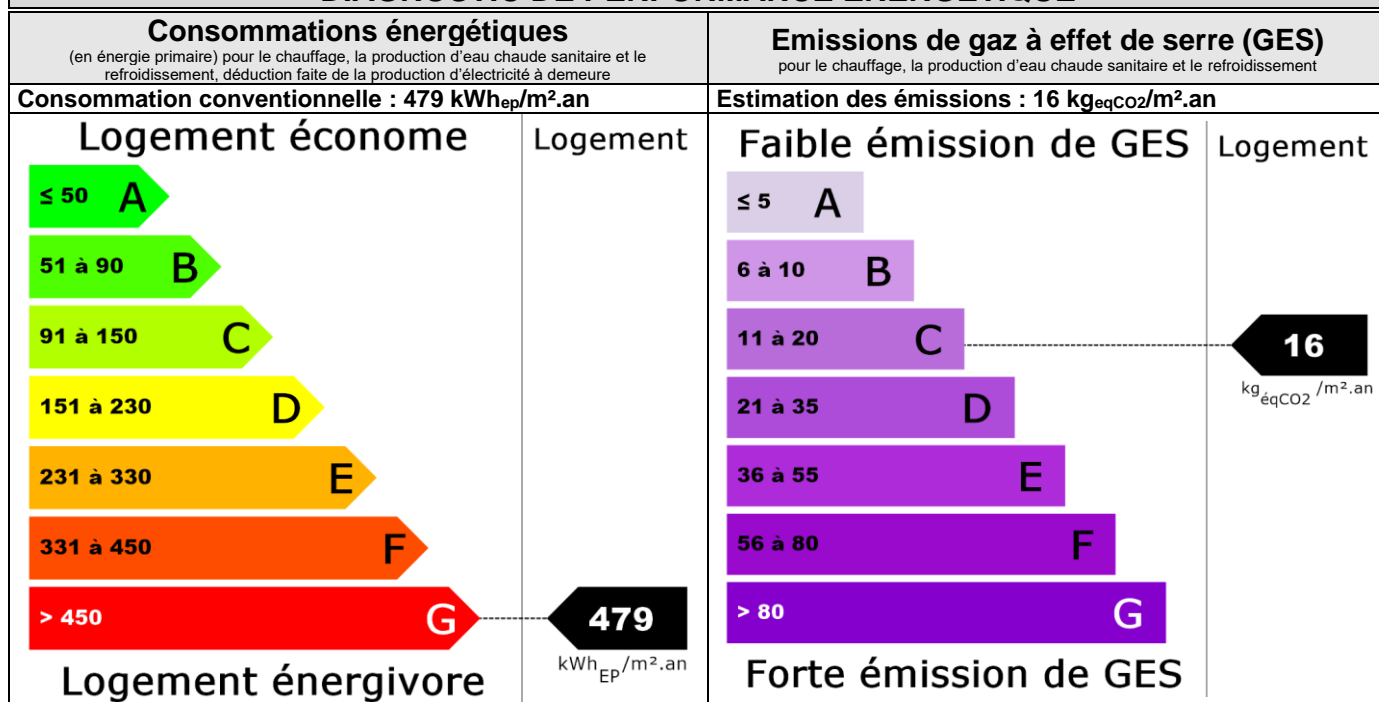 DIAGNOSTIC DE PERFORMANCE ÉNERGÉTIQUE
Consommations énergétiques
(en énergie primaire) pour le chauffage, la production d'eau chaude sanitaire et le
refroidissement, déduction faite de la production d'électricité à demeure
Consommation conventionnelle : 479 kWhep/m².an
Logement économe
Logement
≤ 50 A
51 à 90 B
91 à 150 C
151 à 230 D
231 à 330 E
331 à 450 F
> 450 G
479
kWhEP/m².an
Logement énergivore
Emissions de gaz à effet de serre (GES)
pour le chauffage, la production d'eau chaude sanitaire et le refroidissement
Estimation des émissions : 16 kgeqCO2/m².an
Faible émission de GES
Logement
≤ 5 A
6 à 10 B
11 à 20 C
16
kgéqCO2/m².an
21 à 35 D
36 à 55 E
56 à 80 F
> 80 G
Forte émission de GES